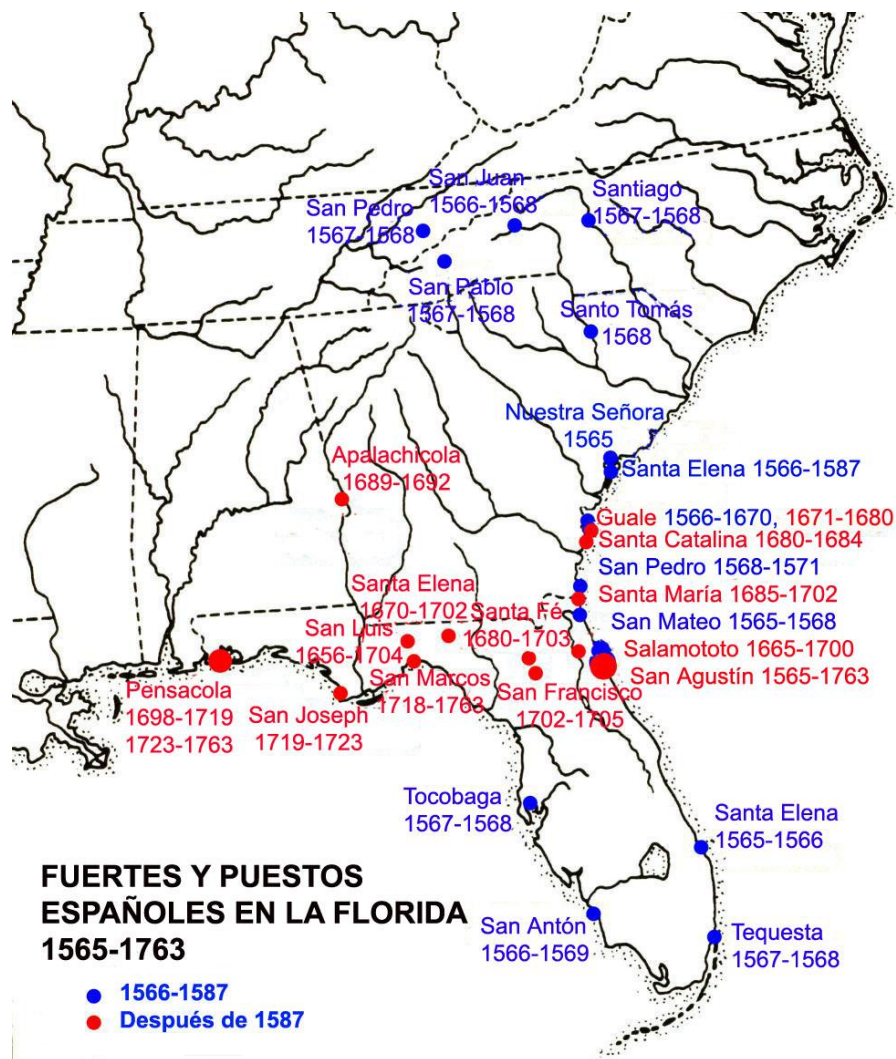 San Juan
1566-1568
San Pedro
1567-1568
Santiago
1567-1568
San Pablo
1567-1568
Santo Tomás
1568
Nuestra Señora
1565
Santa Elena 1566-1587
Apalachicola
1689-1692
Guale 1566-1670, 1671-1680
Santa Catalina 1680-1684
San Pedro 1568-1571
Santa María 1685-1702
San Mateo 1565-1568
Salamototo 1665-1700
San Agustín 1565-1763
Santa Elena
1670-1702
Santa Fé
1680-1703
San Luis
1656-1704
San Marcos
1718-1763
San Francisco
1702-1705
Pensacola
1698-1719
1723-1763
San Joseph
1719-1723
Tocobaga
1567-1568
Santa Elena
1565-1566
San Antón
1566-1569
Tequesta
1567-1568
FUERTES Y PUESTOS
ESPAÑOLES EN LA FLORIDA
1565-1763
1566-1587
Después de 1587